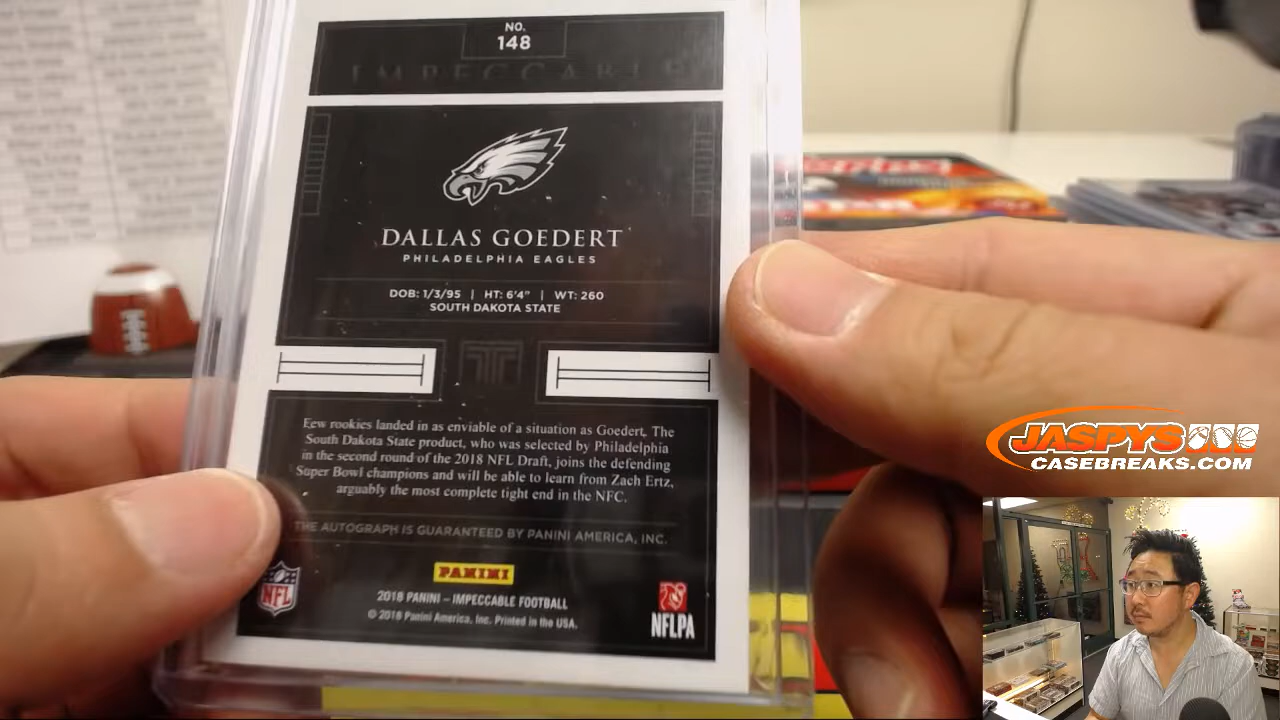 NO.
148
IMPECCABLE
DALLAS GOEDERT
PHILADELPHIA EAGLES
DOB: 1/3/95 | HT: 6'4" | WT: 260
SOUTH DAKOTA STATE
Few rookies landed in as enviable of a situation as Goedert. The
South Dakota State product, who was selected by Philadelphia
in the second round of the 2018 NFL Draft, joins the defending
Super Bowl champions and will be able to learn from Zach Ertz,
arguably the most complete tight end in the NFC.
THE AUTOGRAPH IS GUARANTEED BY PANINI AMERICA, INC.
PANINI
NFL
2018 PANINI – IMPECCABLE FOOTBALL
© 2018 Panini America, Inc. Printed in the USA.
NFLPA
JASPYS
CASEBREAKS.COM